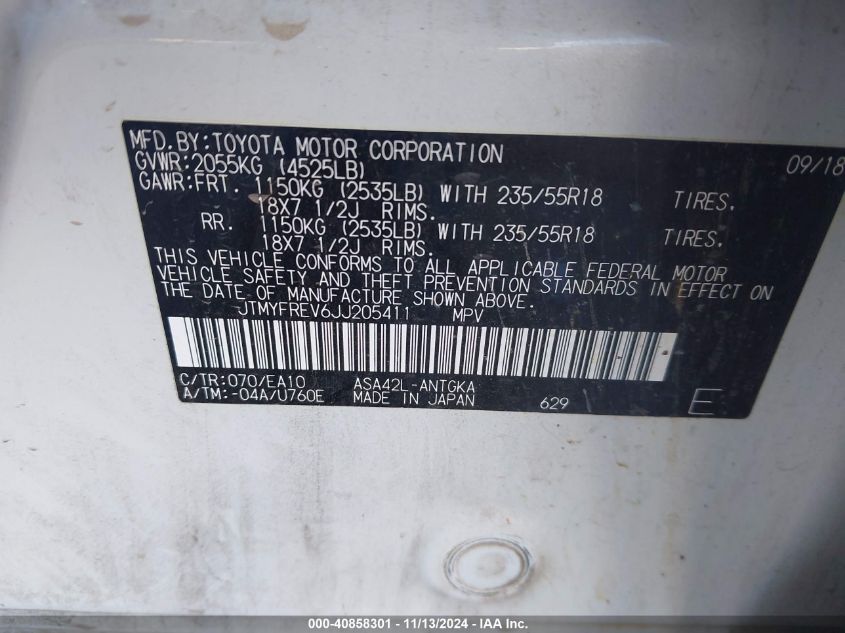 MFD.BY:TOYOTA MOTOR CORPORATION 09/18
GVWR:2055KG (4525LB)
GAWR:FRT. 1150KG (2535LB) WITH 235/55R18 TIRES.
18X7 1/2J RIMS.
RR. 1150KG (2535LB) WITH 235/55R18 TIRES.
18X7 1/2J RIMS.
THIS VEHICLE CONFORMS TO ALL APPLICABLE FEDERAL MOTOR
VEHICLE SAFETY AND THEFT PREVENTION STANDARDS IN EFFECT ON
THE DATE OF MANUFACTURE SHOWN ABOVE.
JTMYFREV6JJ205411 MPV
C/TR:070/EA10 ASA42L-ANTGKA
A/TM:-04A/U760E MADE IN JAPAN 629 E
000-40858301 - 11/13/2024 - IAA Inc.